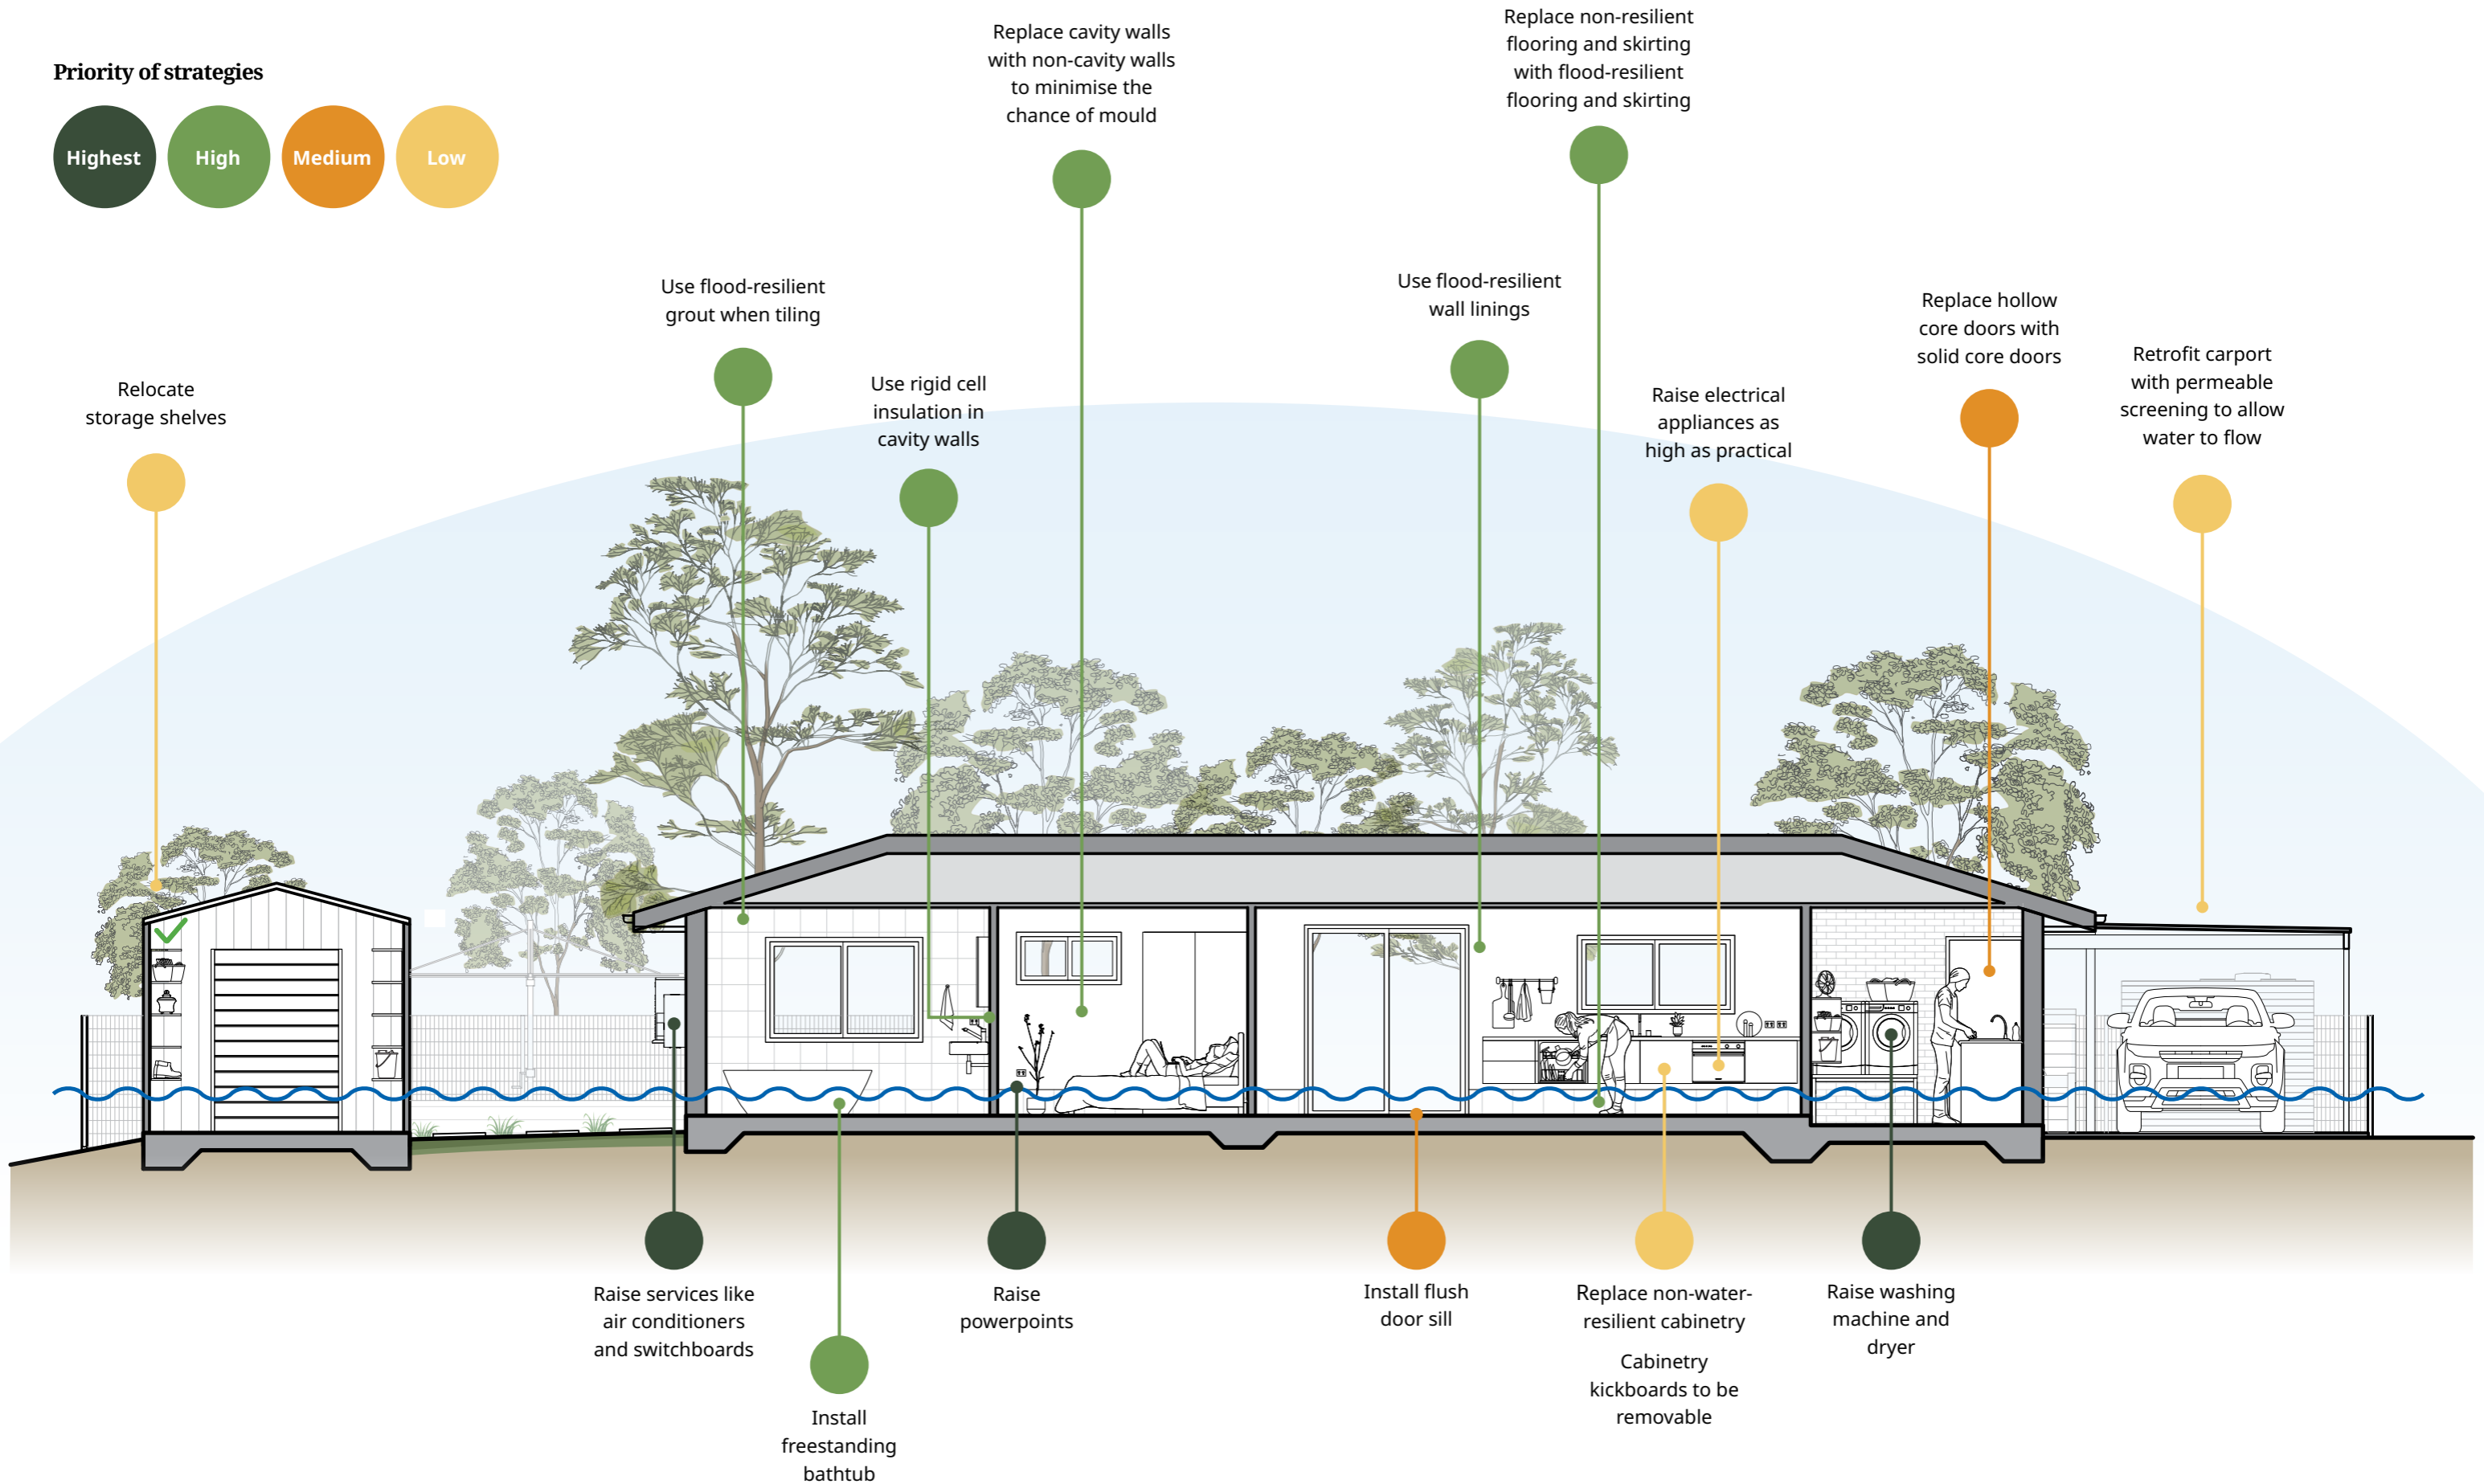 Priority of strategies
Highest
High
Medium
Low
Relocate
storage shelves
Use flood-resilient
grout when tiling
Use rigid cell
insulation in
cavity walls
Replace cavity walls
with non-cavity walls
to minimise the
chance of mould
Use flood-resilient
wall linings
Replace non-resilient
flooring and skirting
with flood-resilient
flooring and skirting
Raise electrical
appliances as
high as practical
Replace hollow
core doors with
solid core doors
Retrofit carport
with permeable
screening to allow
water to flow
Raise services like
air conditioners
and switchboards
Install
freestanding
bathtub
Raise
powerpoints
Install flush
door sill
Replace non-water-
resilient cabinetry
Cabinetry
kickboards to be
removable
Raise washing
machine and
dryer